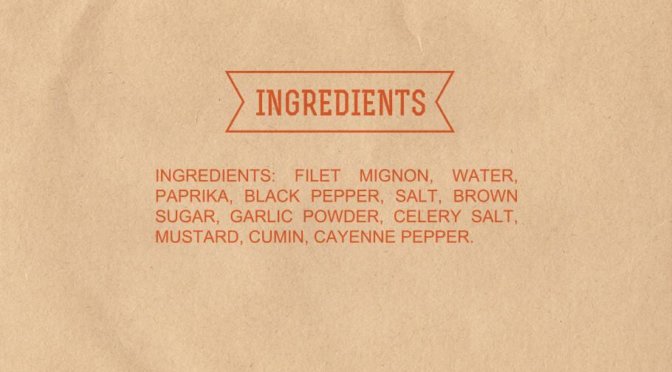 INGREDIENTS
INGREDIENTS: FILET MIGNON, WATER,
PAPRIKA, BLACK PEPPER, SALT, BROWN
SUGAR, GARLIC POWDER, CELERY SALT,
MUSTARD, CUMIN, CAYENNE PEPPER.